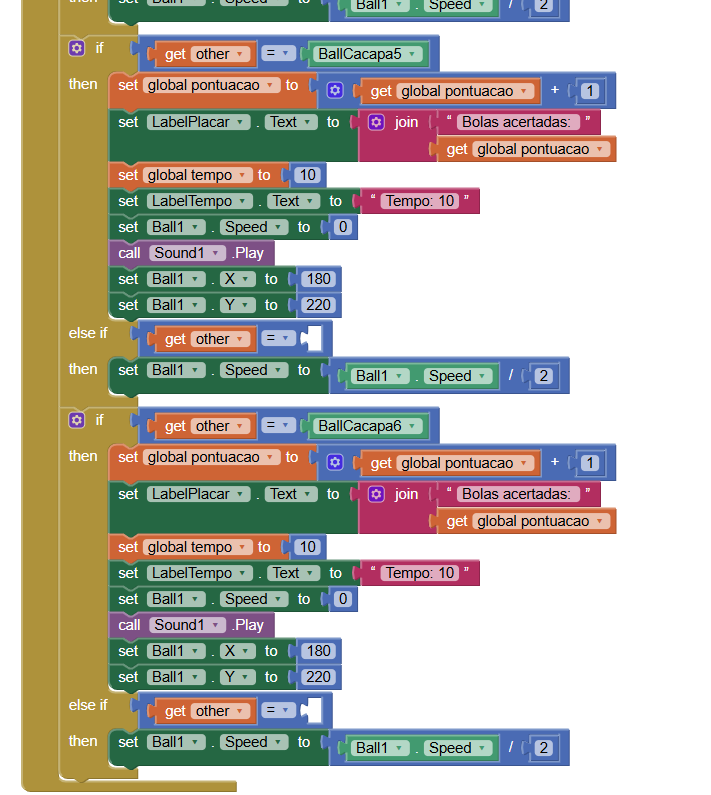 set Ball1 . Speed to Ball1 . Speed / 2
if get other = BallCacapa5
then set global pontuacao to get global pontuacao + 1
set LabelPlacar . Text to join “ Bolas acertadas: ”
get global pontuacao
set global tempo to 10
set LabelTempo . Text to “ Tempo: 10 ”
set Ball1 . Speed to 0
call Sound1 .Play
set Ball1 . X to 180
set Ball1 . Y to 220
else if get other =
then set Ball1 . Speed to Ball1 . Speed / 2
if get other = BallCacapa6
then set global pontuacao to get global pontuacao + 1
set LabelPlacar . Text to join “ Bolas acertadas: ”
get global pontuacao
set global tempo to 10
set LabelTempo . Text to “ Tempo: 10 ”
set Ball1 . Speed to 0
call Sound1 .Play
set Ball1 . X to 180
set Ball1 . Y to 220
else if get other =
then set Ball1 . Speed to Ball1 . Speed / 2